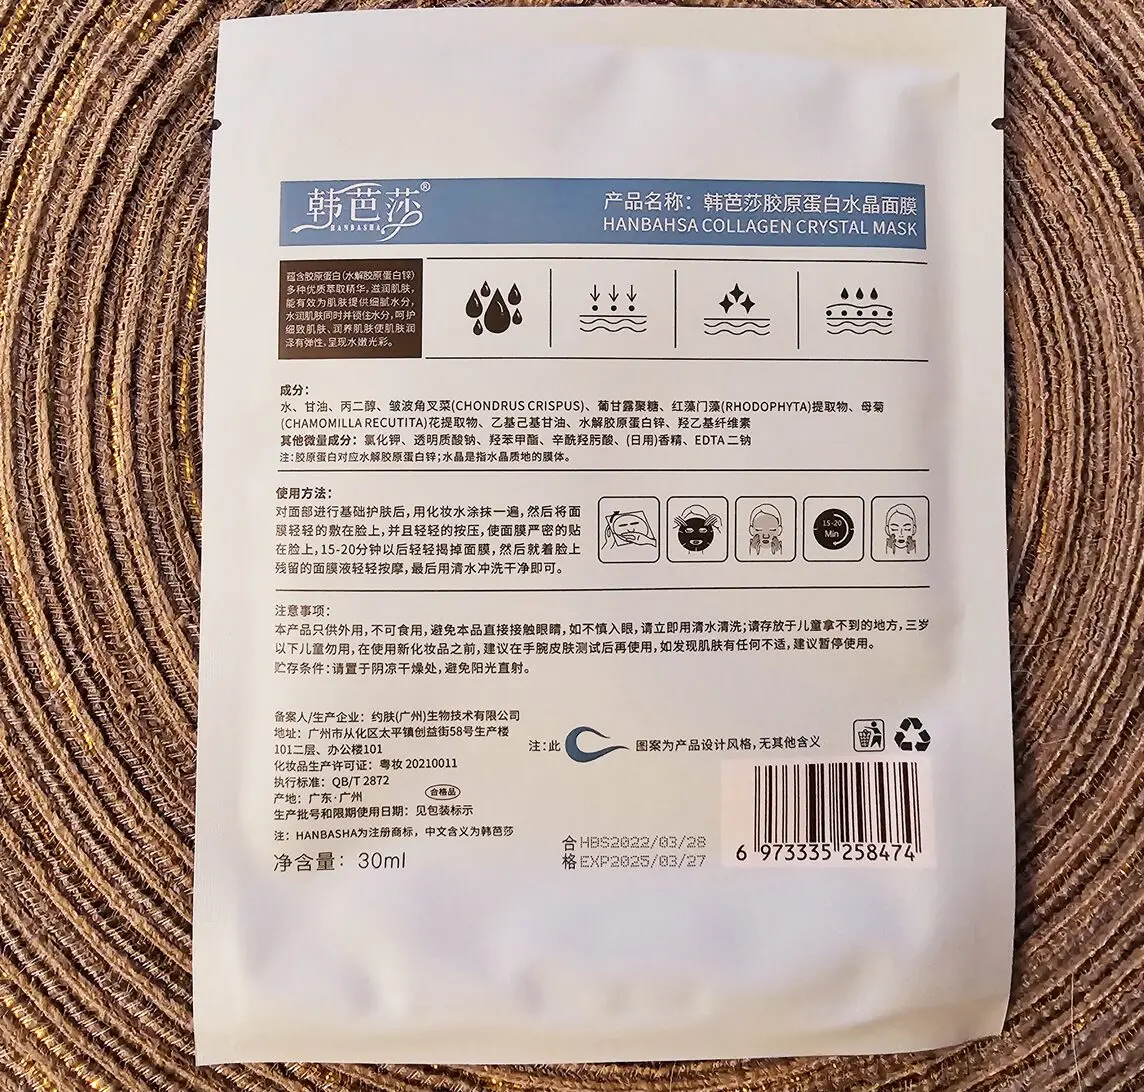 韩芭莎®
HANBASHA
产品名称：韩芭莎胶原蛋白水晶面膜
HANBAHSA COLLAGEN CRYSTAL MASK
蕴含胶原蛋白(水解胶原蛋白锌)
多种优质萃取精华，滋润肌肤，
能有效为肌肤提供细腻水分，
水润肌肤同时并锁住水分，呵护
细致肌肤、润养肌肤使肌肤润
泽有弹性，呈现水嫩光彩。
成分：
水、甘油、丙二醇、皱波角叉菜(CHONDRUS CRISPUS)、葡甘露聚糖、红藻门藻(RHODOPHYTA)提取物、母菊
(CHAMOMILLA RECUTITA)花提取物、乙基己基甘油、水解胶原蛋白锌、羟乙基纤维素
其他微量成分：氯化钾、透明质酸钠、羟苯甲酯、辛酰羟肟酸、(日用)香精、EDTA 二钠
注：胶原蛋白对应水解胶原蛋白锌；水晶是指水晶质地的膜体。
使用方法：
对面部进行基础护肤后，用化妆水涂抹一遍，然后将面
膜轻轻的敷在脸上，并且轻轻的按压，使面膜严密的贴
在脸上，15-20分钟以后轻轻揭掉面膜，然后就着脸上
残留的面膜液轻轻按摩，最后用清水冲洗干净即可。
15-20
Min
注意事项：
本产品只供外用，不可食用，避免本品直接接触眼睛，如不慎入眼，请立即用清水清洗；请存放于儿童拿不到的地方，三岁
以下儿童勿用，在使用新化妆品之前，建议在手腕皮肤测试后再使用，如发现肌肤有任何不适，建议暂停使用。
贮存条件：请置于阴凉干燥处，避免阳光直射。
备案人/生产企业：约肤(广州)生物技术有限公司
地址：广州市从化区太平镇创益街58号生产楼
101二层、办公楼101
化妆品生产许可证：粤妆 20210011
执行标准：QB/T 2872
产地：广东·广州
合格品
生产批号和限期使用日期：见包装标示
注：HANBASHA为注册商标，中文含义为韩芭莎
净含量：30ml
注：此 图案为产品设计风格，无其他含义
合HBS2022/03/28
格EXP2025/03/27
6 973335 258474